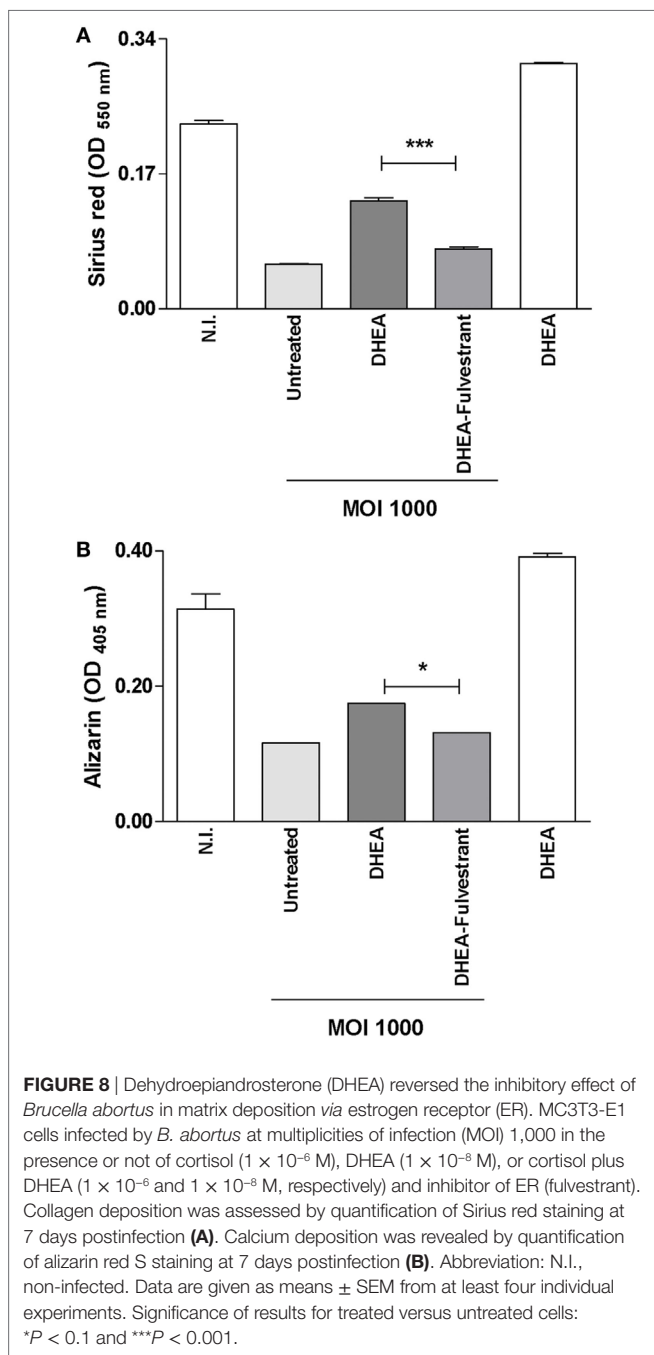 A
0.34
0.17
0.00
Sirius red (OD 550 nm)
***
N.I.
Untreated
DHEA
DHEA-Fulvestrant
DHEA
MOI 1000
B
0.40
0.20
0.00
Alizarin (OD 405 nm)
*
N.I.
Untreated
DHEA
DHEA-Fulvestrant
DHEA
MOI 1000
FIGURE 8 | Dehydroepiandrosterone (DHEA) reversed the inhibitory effect of
Brucella abortus in matrix deposition via estrogen receptor (ER). MC3T3-E1
cells infected by B. abortus at multiplicities of infection (MOI) 1,000 in the
presence or not of cortisol (1 × 10⁻⁶ M), DHEA (1 × 10⁻⁸ M), or cortisol plus
DHEA (1 × 10⁻⁶ and 1 × 10⁻⁸ M, respectively) and inhibitor of ER (fulvestrant).
Collagen deposition was assessed by quantification of Sirius red staining at
7 days postinfection (A). Calcium deposition was revealed by quantification
of alizarin red S staining at 7 days postinfection (B). Abbreviation: N.I.,
non-infected. Data are given as means ± SEM from at least four individual
experiments. Significance of results for treated versus untreated cells:
*P < 0.1 and ***P < 0.001.